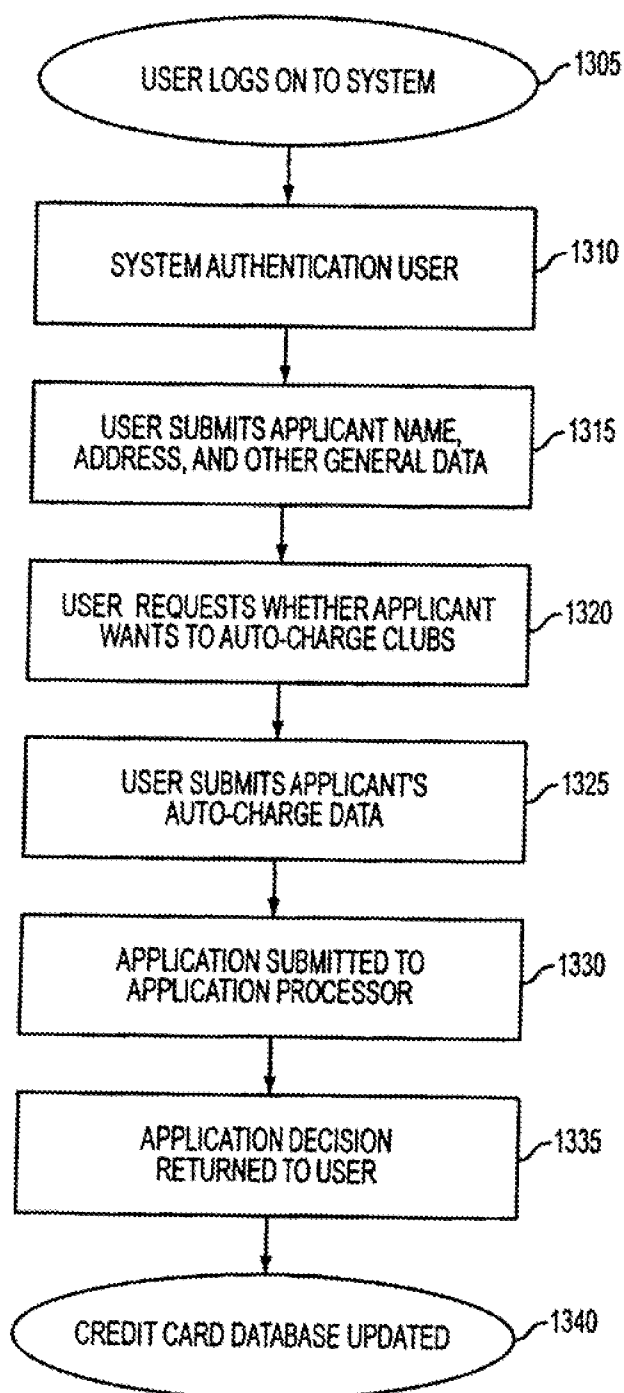 USER LOGS ON TO SYSTEM
1305
SYSTEM AUTHENTICATION USER
1310
USER SUBMITS APPLICANT NAME,
ADDRESS, AND OTHER GENERAL DATA
1315
USER REQUESTS WHETHER APPLICANT
WANTS TO AUTO-CHARGE CLUBS
1320
USER SUBMITS APPLICANT'S
AUTO-CHARGE DATA
1325
APPLICATION SUBMITTED TO
APPLICATION PROCESSOR
1330
APPLICATION DECISION
RETURNED TO USER
1335
CREDIT CARD DATABASE UPDATED
1340